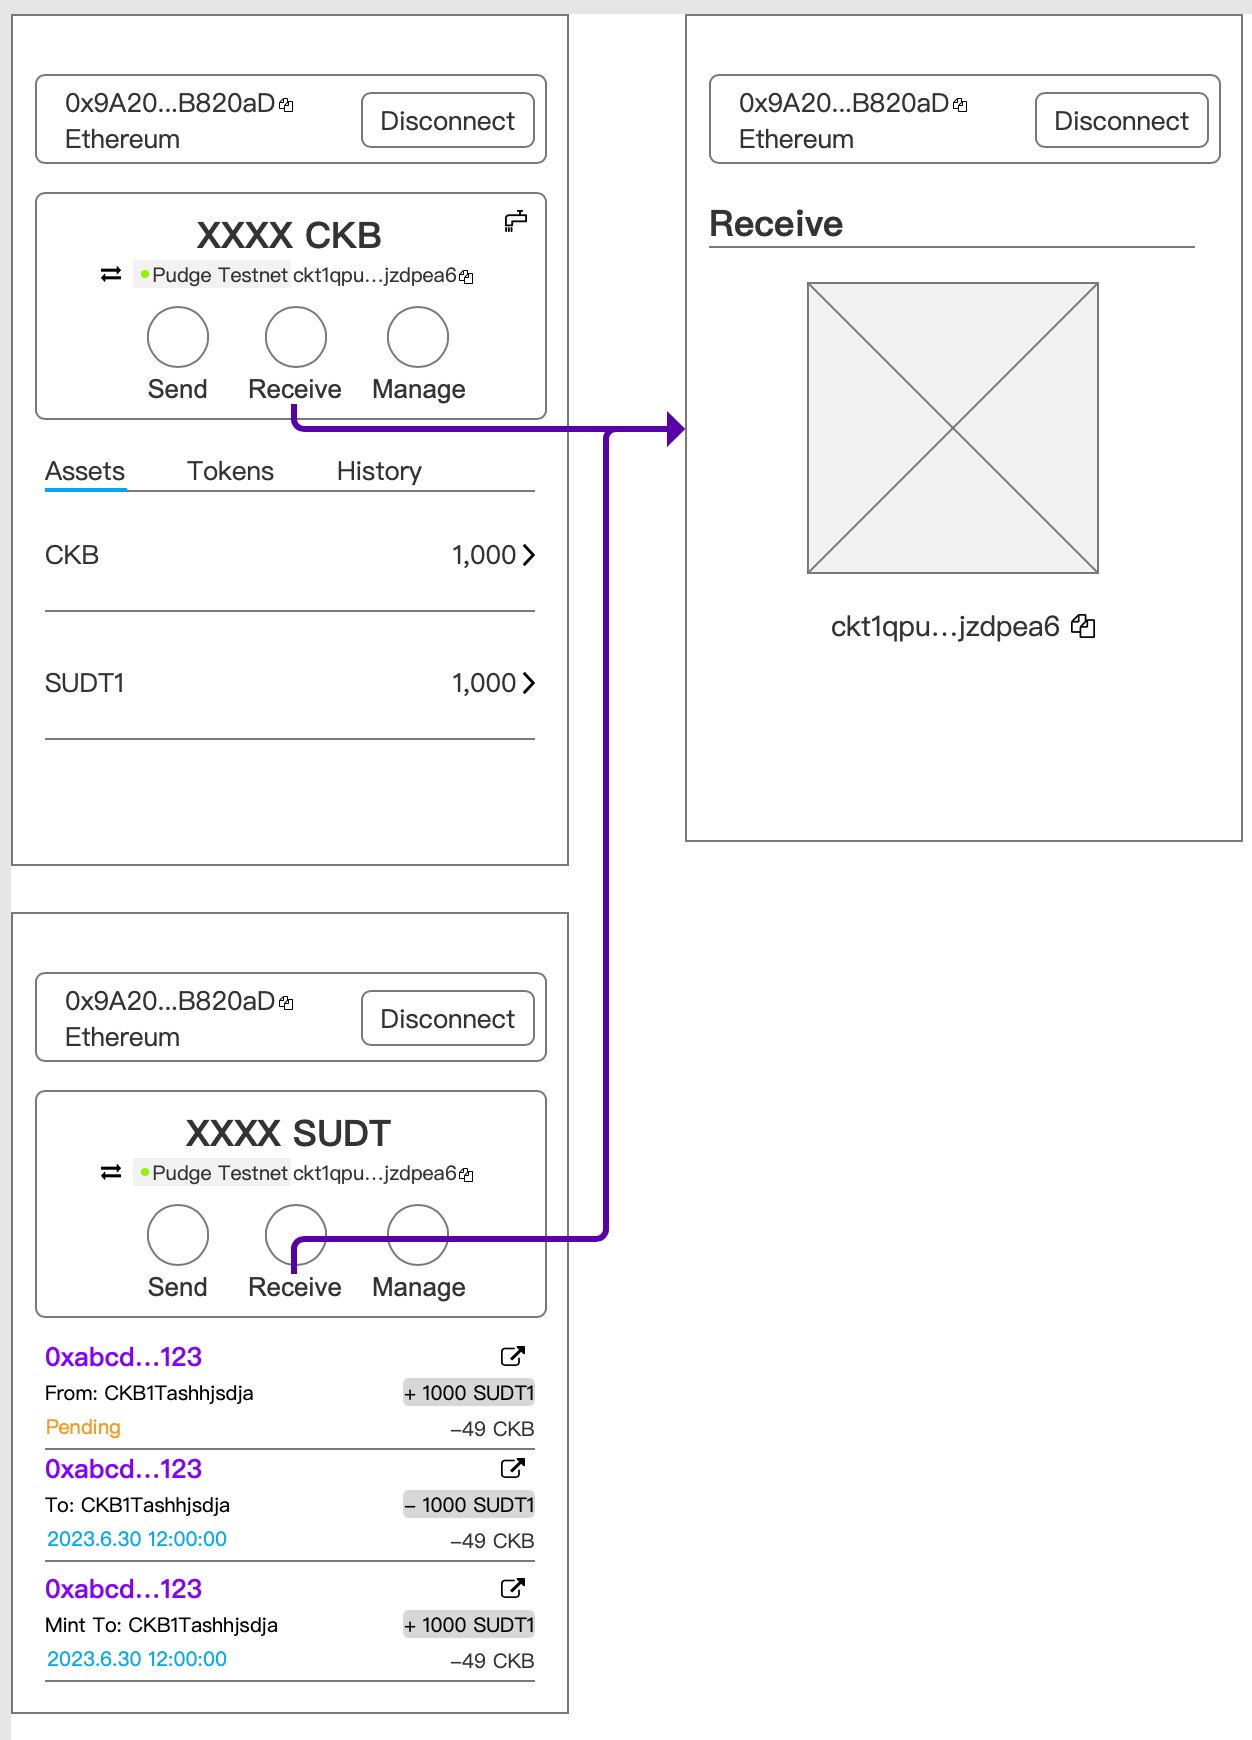 0x9A20...B820aD
Ethereum
Disconnect
XXXX CKB
Pudge Testnet ckt1qpu...jzdpea6
Send Receive Manage
Assets Tokens History
CKB 1,000
SUDT1 1,000
0x9A20...B820aD
Ethereum
Disconnect
Receive
ckt1qpu...jzdpea6
0x9A20...B820aD
Ethereum
Disconnect
XXXX SUDT
Pudge Testnet ckt1qpu...jzdpea6
Send Receive Manage
0xabcd...123
From: CKB1Tashhjsdja + 1000 SUDT1
Pending –49 CKB
0xabcd...123
To: CKB1Tashhjsdja – 1000 SUDT1
2023.6.30 12:00:00 –49 CKB
0xabcd...123
Mint To: CKB1Tashhjsdja + 1000 SUDT1
2023.6.30 12:00:00 –49 CKB